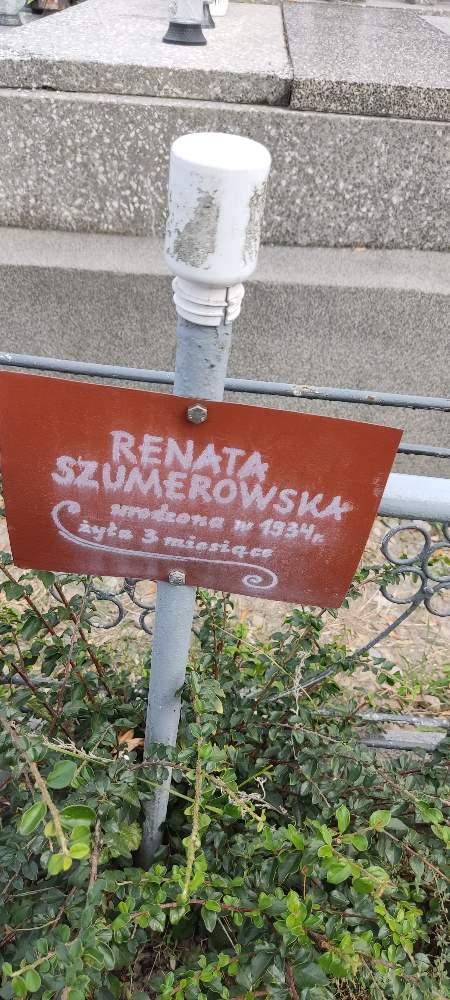 RENATA
SZUMEROWSKA
urodzona w 1934r.
żyła 3 miesiące